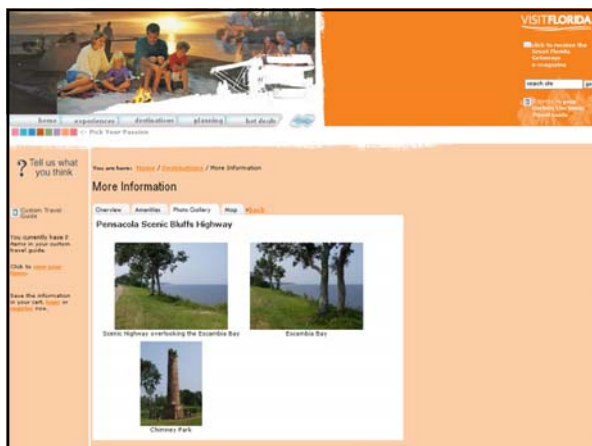 VISITFLORIDA
click to receive the
Great Florida
Getaways
e-magazine
search site
home experiences destinations planning hot deals
<- Pick Your Passion
? Tell us what
you think
You are here: Home / Destinations / More Information
More Information
Custom Travel
Guide
Overview Amenities Photo Gallery Map <Back
Pensacola Scenic Bluffs Highway
You currently have 0
items in your custom
travel guide.
Click to view your
items.
Save the information
in your cart, login or
register now.
Scenic Highway overlooking the Escambia Bay
Escambia Bay
Chimney Park